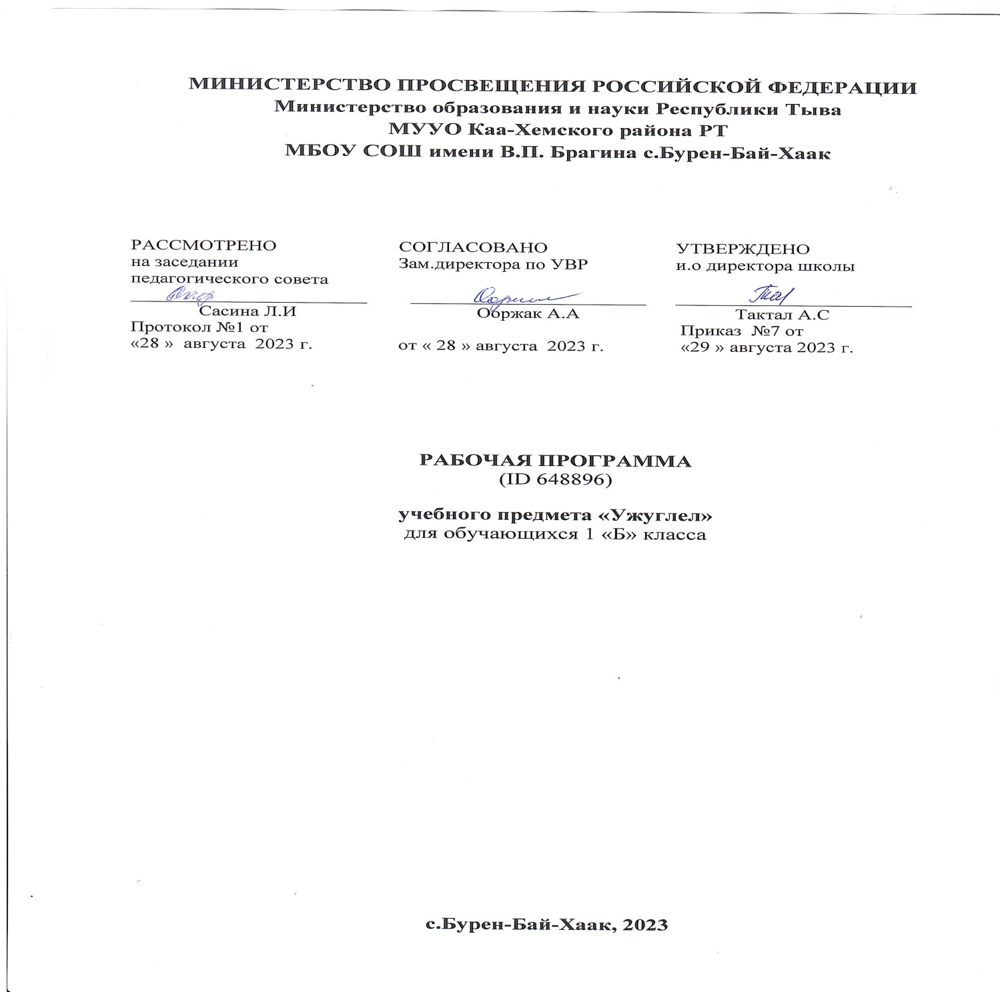 МИНИСТЕРСТВО ПРОСВЕЩЕНИЯ РОССИЙСКОЙ ФЕДЕРАЦИИ
Министерство образования и науки Республики Тыва
МУУО Каа-Хемского района РТ
МБОУ СОШ имени В.П. Брагина с.Бурен-Бай-Хаак
РАССМОТРЕНО
на заседании
педагогического совета
Сасина Л.И
Протокол №1 от
«28 » августа 2023 г.
СОГЛАСОВАНО
Зам.директора по УВР
Ооржак А.А
от « 28 » августа 2023 г.
УТВЕРЖДЕНО
и.о директора школы
Тактал А.С
Приказ №7 от
«29 » августа 2023 г.
РАБОЧАЯ ПРОГРАММА
(ID 648896)
учебного предмета «Ужуглел»
для обучающихся 1 «Б» класса
с.Бурен-Бай-Хаак, 2023